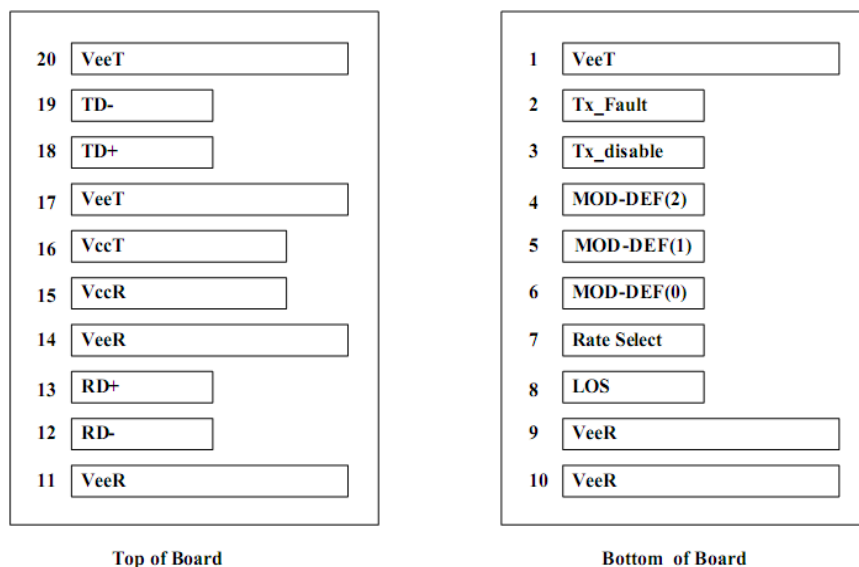 20 VeeT
19 TD-
18 TD+
17 VeeT
16 VccT
15 VccR
14 VeeR
13 RD+
12 RD-
11 VeeR
Top of Board
1 VeeT
2 Tx_Fault
3 Tx_disable
4 MOD-DEF(2)
5 MOD-DEF(1)
6 MOD-DEF(0)
7 Rate Select
8 LOS
9 VeeR
10 VeeR
Bottom of Board